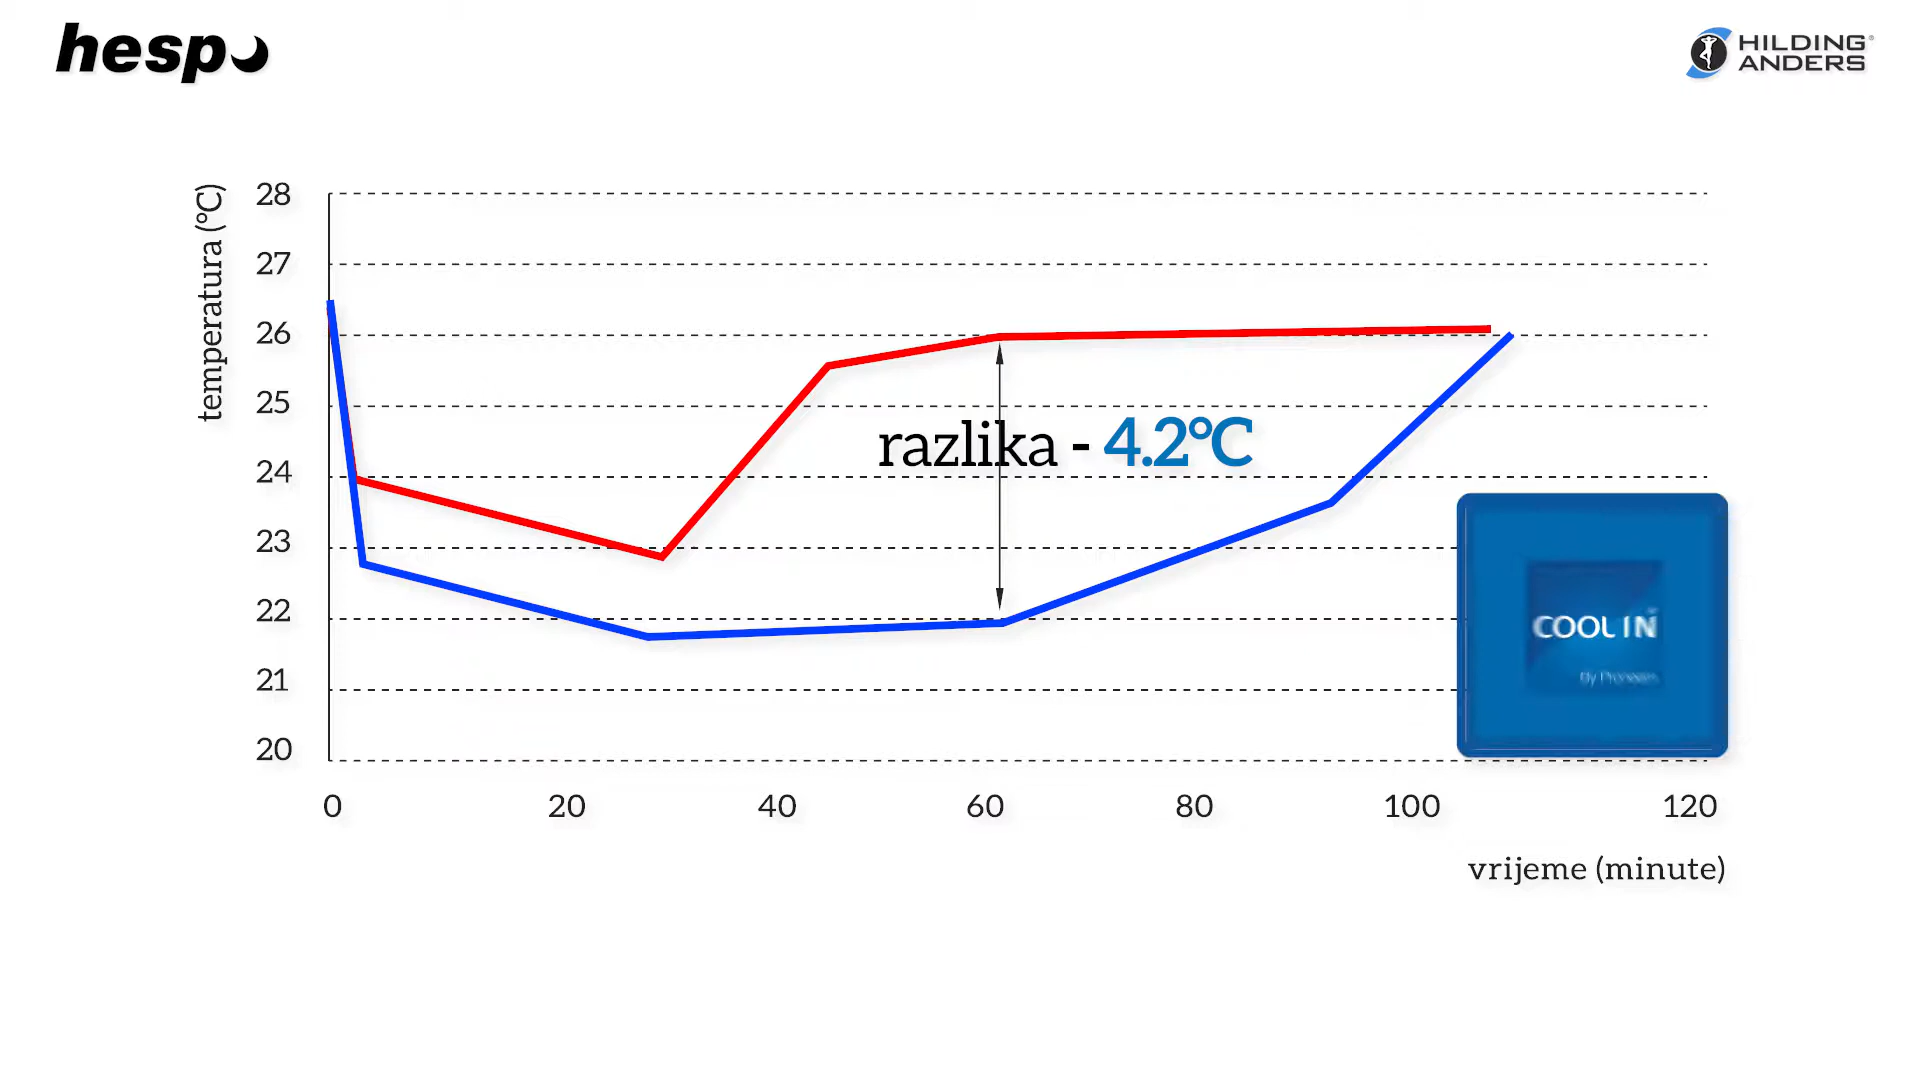 hespo
HILDING
ANDERS
temperatura (°C)
28
27
26
25
24
23
22
21
20
razlika - 4.2°C
COOL IN
0 20 40 60 80 100 120
vrijeme (minute)